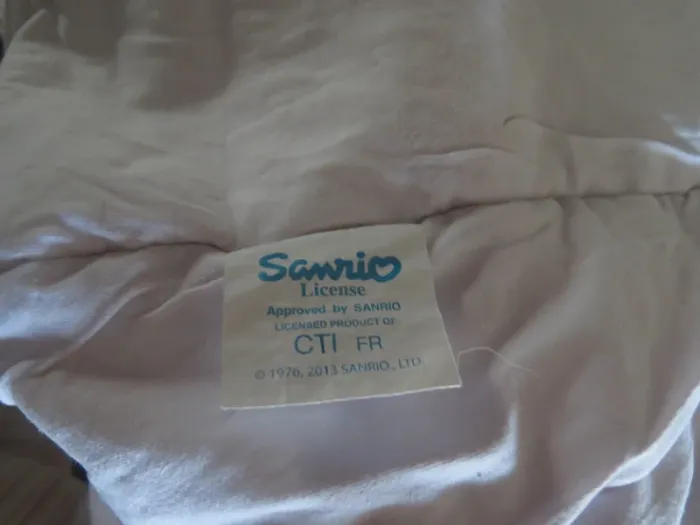 Sanrio
License
Approved by SANRIO
LICENSED PRODUCT OF
CTI FR
© 1976, 2013 SANRIO., LTD